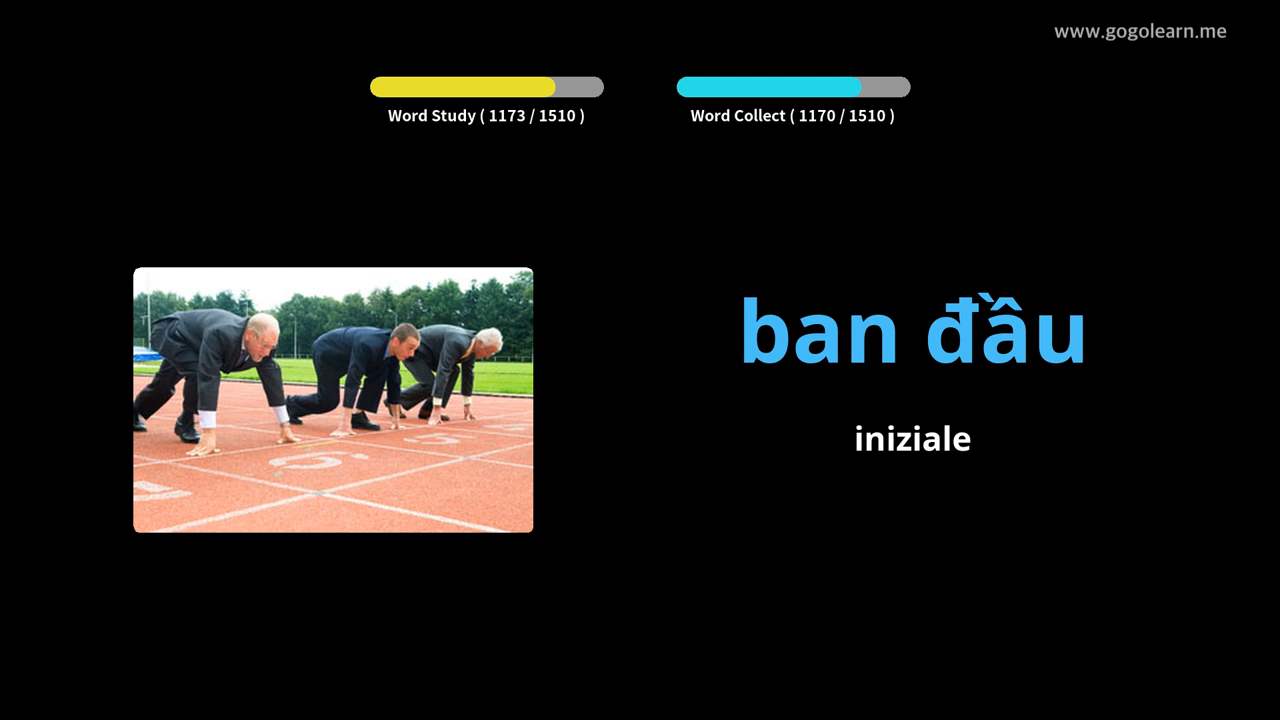 www.gogolearn.me
Word Study ( 1173 / 1510 )
Word Collect ( 1170 / 1510 )
ban đầu
iniziale